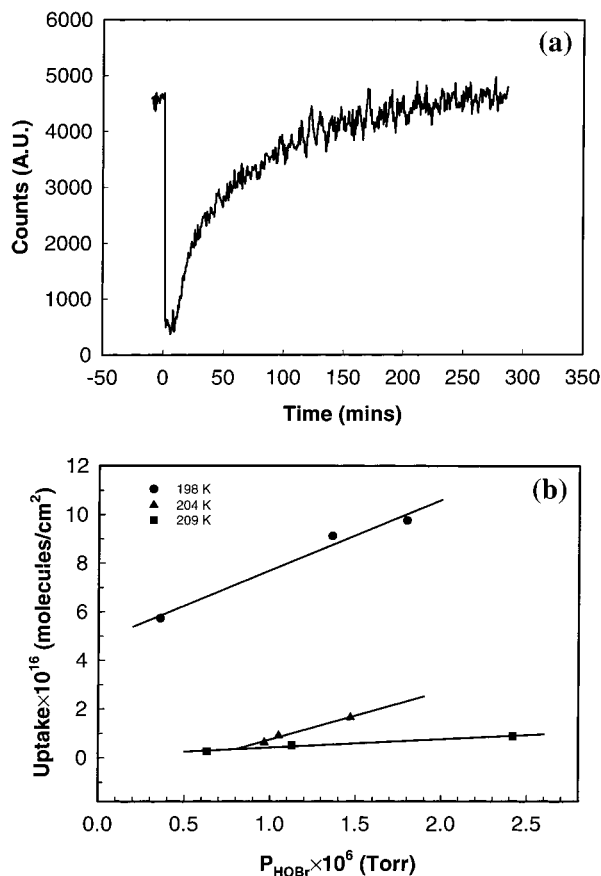 (a)
6000
5000
4000
3000
2000
1000
0
Counts (A.U.)
-50 0 50 100 150 200 250 300 350
Time (mins)
(b)
12
10
8
6
4
2
0
198 K
204 K
209 K
Uptake×10¹⁶ (molecules/cm²)
0.0 0.5 1.0 1.5 2.0 2.5
P_HOBr×10⁶ (Torr)